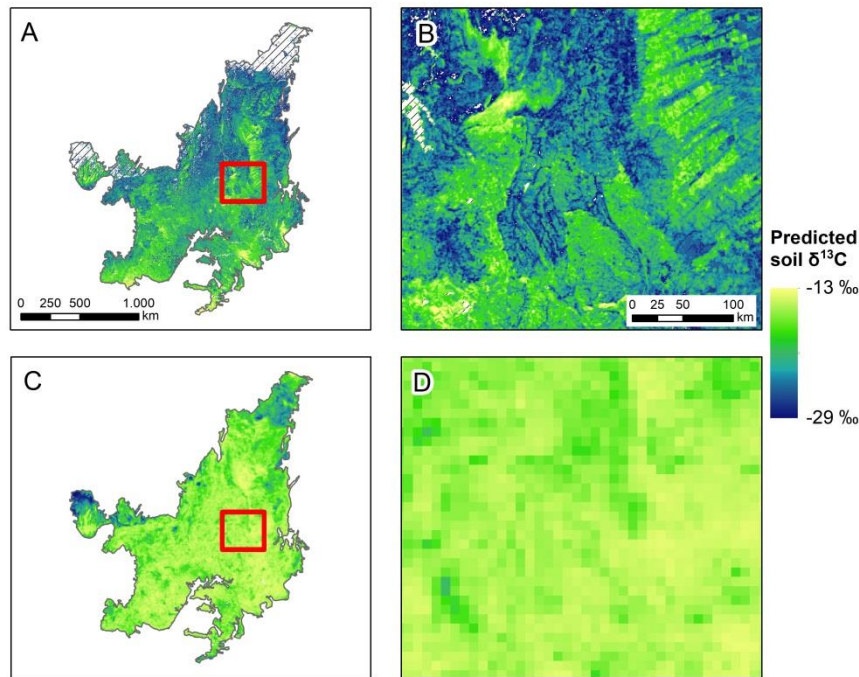 A
0 250 500 1.000
km
B
0 25 50 100
km
Predicted
soil δ¹³C
-13 ‰
-29 ‰
C
D